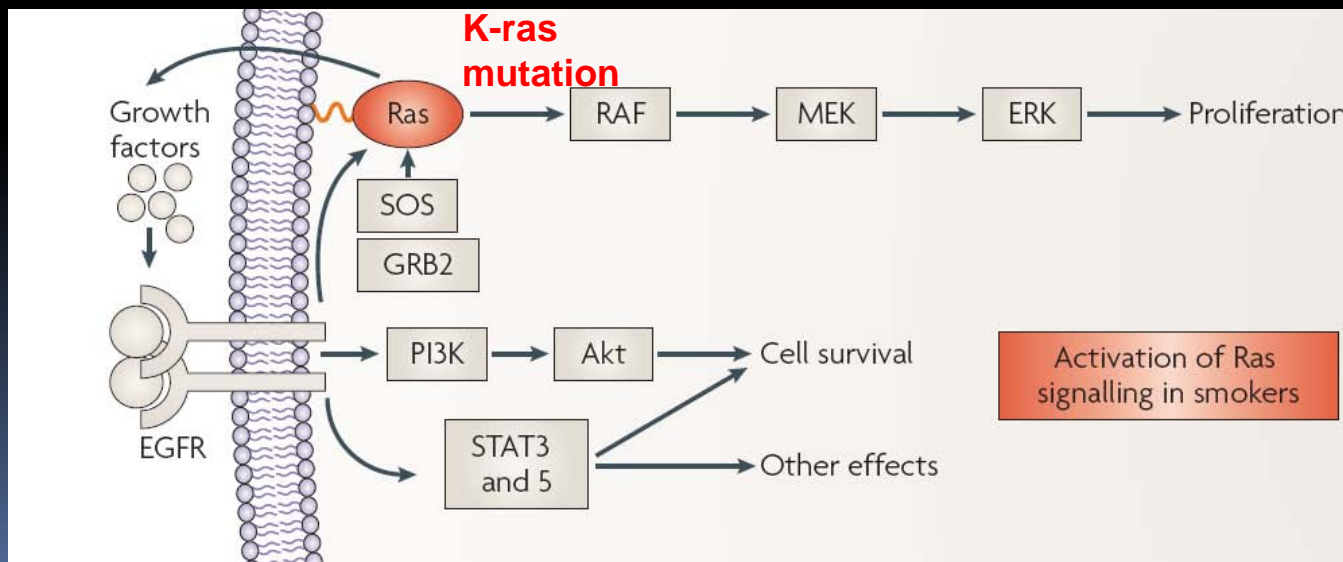 K-ras
mutation
Growth
factors
Ras
RAF
MEK
ERK
Proliferation
SOS
GRB2
PI3K
Akt
Cell survival
Activation of Ras
signalling in smokers
EGFR
STAT3
and 5
Other effects